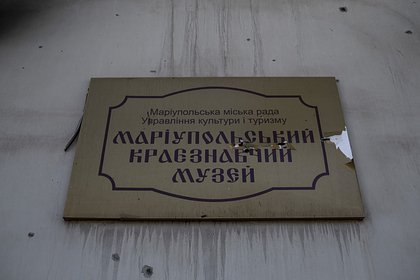 Маріупольська міська рада
Управління культури і туризму
МАРІУПОЛЬСЬКИЙ
КРАЄЗНАВЧИЙ
МУЗЕЙ